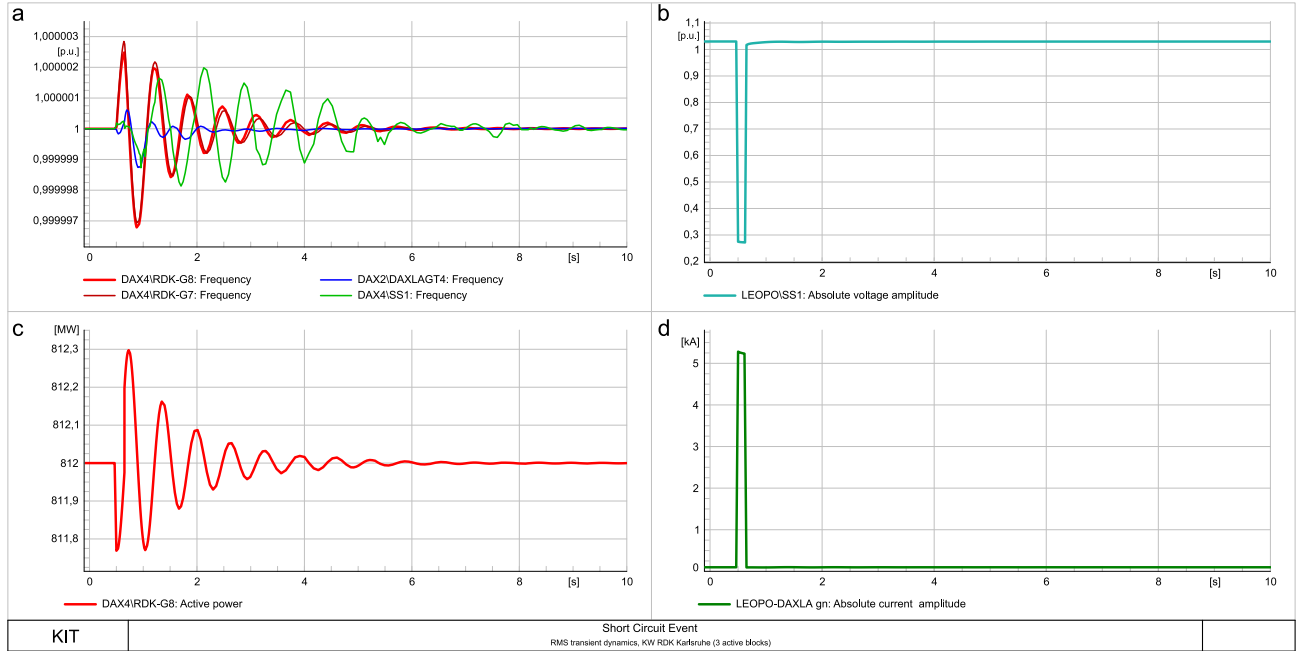 a
1,000003
[p.u.]
1,000002
1,000001
1
0,999999
0,999998
0,999997
0 2 4 6 8 [s] 10
DAX4\RDK-G8: Frequency DAX2\DAXLAGT4: Frequency
DAX4\RDK-G7: Frequency DAX4\SS1: Frequency
b
1,1
[p.u.]
1
0,9
0,8
0,7
0,6
0,5
0,4
0,3
0,2
0 2 4 6 8 [s] 10
LEOPO\SS1: Absolute voltage amplitude
c
[MW]
812,3
812,2
812,1
812
811,9
811,8
0 2 4 6 8 [s] 10
DAX4\RDK-G8: Active power
d
[kA]
5
4
3
2
1
0
0 2 4 6 8 [s] 10
LEOPO-DAXLA gn: Absolute current amplitude
KIT
Short Circuit Event
RMS transient dynamics, KW RDK Karlsruhe (3 active blocks)